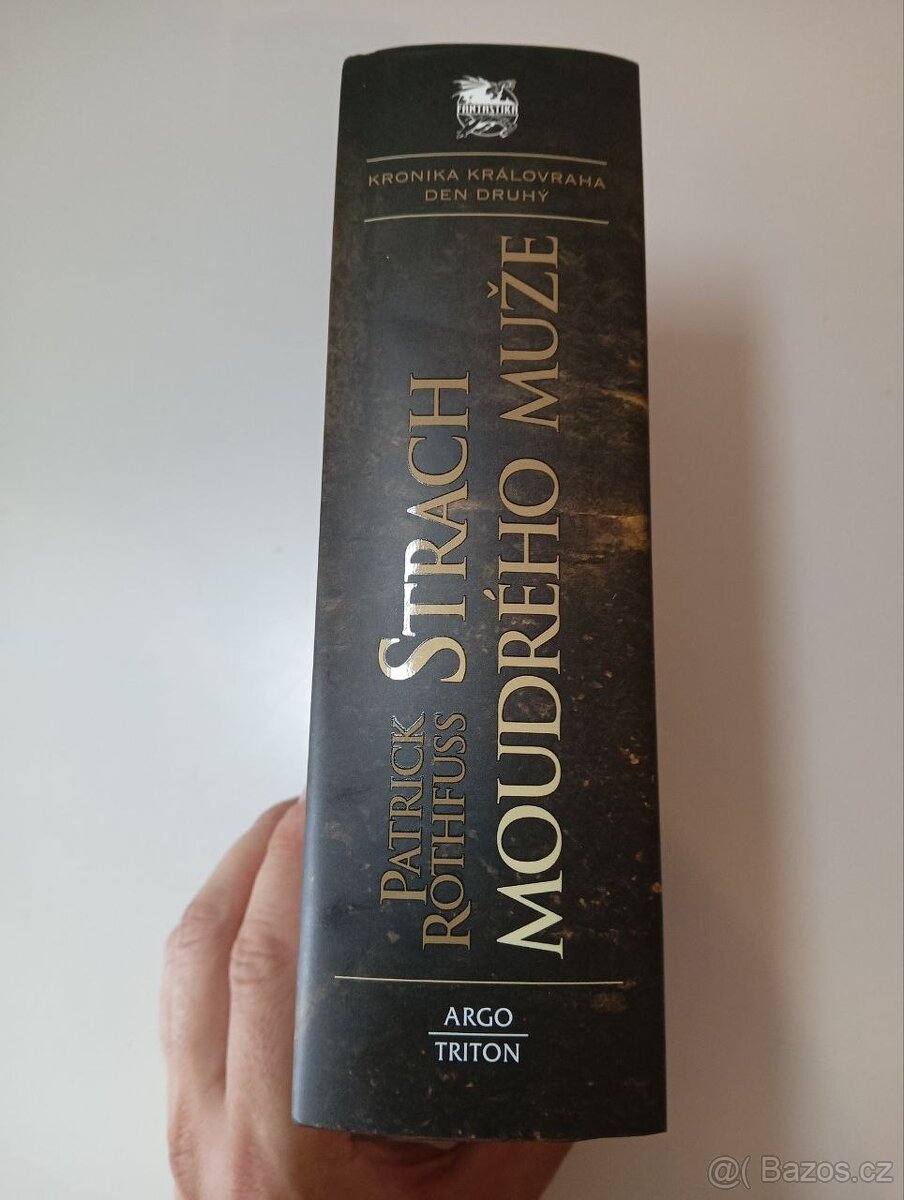 FANTASTIKA
KRONIKA KRÁLOVRAHA
DEN DRUHÝ
PATRICK
ROTHFUSS
STRACH
MOUDRÉHO MUŽE
ARGO
TRITON
@( Bazos.cz